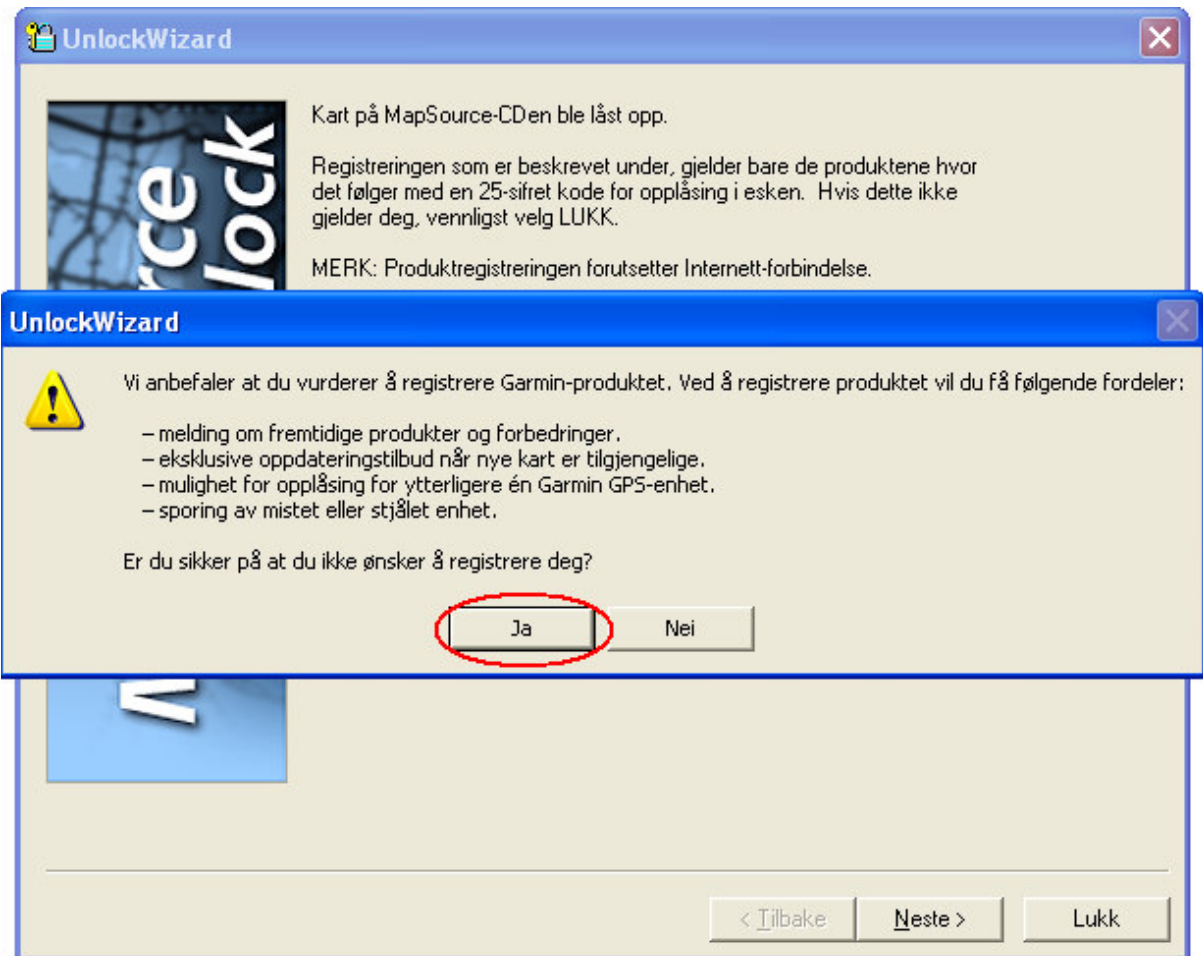 UnlockWizard
Kart på MapSource-CDen ble låst opp.
Registreringen som er beskrevet under, gjelder bare de produktene hvor
det følger med en 25-sifret kode for opplåsing i esken.  Hvis dette ikke
gjelder deg, vennligst velg LUKK.
MERK: Produktregistreringen forutsetter Internett-forbindelse.
rce
lock
UnlockWizard
Vi anbefaler at du vurderer å registrere Garmin-produktet. Ved å registrere produktet vil du få følgende fordeler:
– melding om fremtidige produkter og forbedringer.
– eksklusive oppdateringstilbud når nye kart er tilgjengelige.
– mulighet for opplåsing for ytterligere én Garmin GPS-enhet.
– sporing av mistet eller stjålet enhet.
Er du sikker på at du ikke ønsker å registrere deg?
Ja Nei
< Tilbake Neste > Lukk